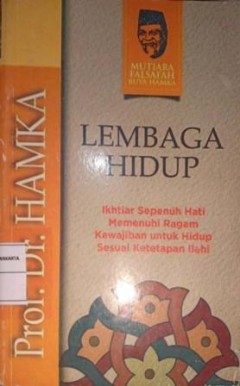 MUTIARA
FALSAFAH
BUYA HAMKA
Prof. Dr. HAMKA
LEMBAGA
HIDUP
Ikhtiar Sepenuh Hati
Memenuhi Ragam
Kewajiban untuk Hidup
Sesuai Ketetapan Ilahi